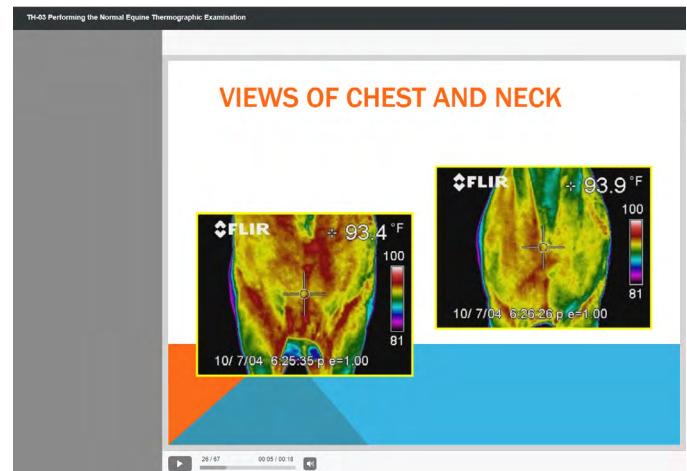 TH-03 Performing the Normal Equine Thermographic Examination
VIEWS OF CHEST AND NECK
FLIR 93.4 °F
100
81
10/ 7/04 6:25:35 p e=1.00
FLIR 93.9 °F
100
81
10/ 7/04 6:26:26 p e=1.00
26 / 67 00:05 / 00:18